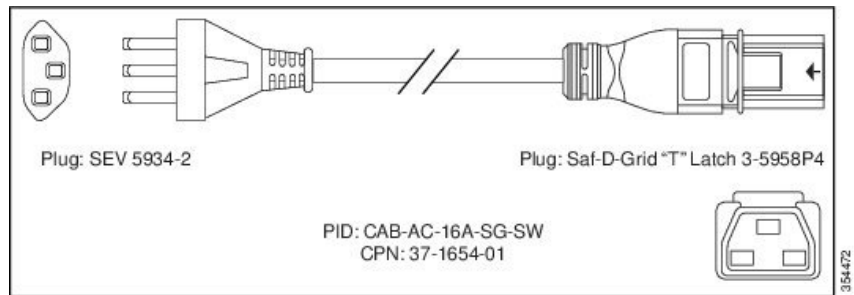 Plug: SEV 5934-2
Plug: Saf-D-Grid “T” Latch 3-5958P4
PID: CAB-AC-16A-SG-SW
CPN: 37-1654-01
354472